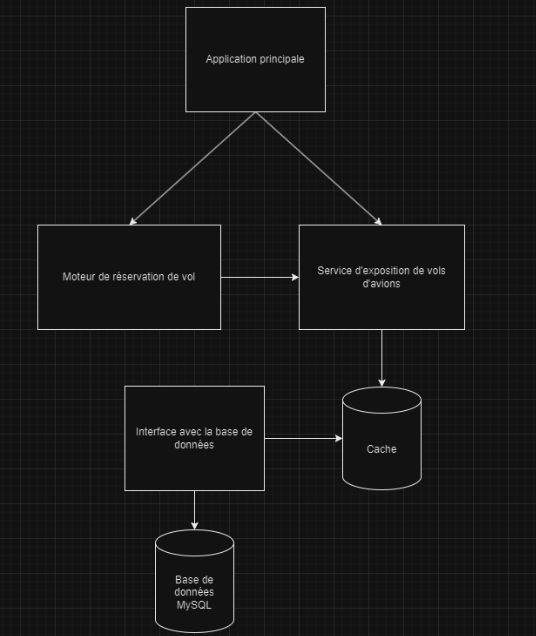 Application principale
Moteur de rèservation de vol
Service d'exposition de vols
d'avions
Interface avec la base de
données
Cache
Base de
données
MySQL